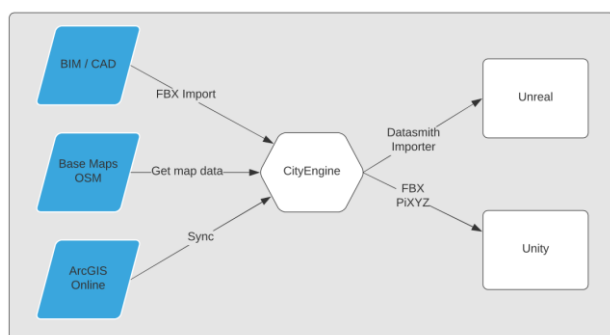 BIM / CAD
FBX Import
Base Maps
OSM
Get map data
ArcGIS
Online
Sync
CityEngine
Datasmith
Importer
FBX
PiXYZ
Unreal
Unity